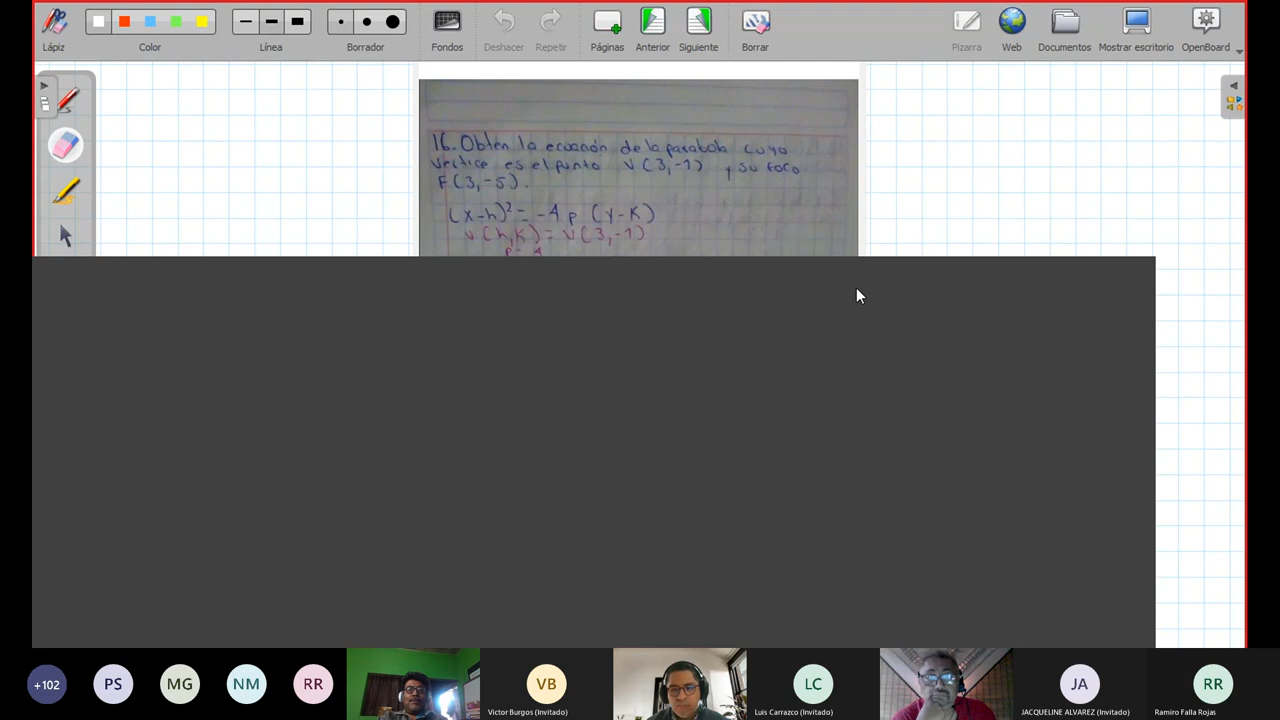 Lápiz Color Línea Borrador Fondos Deshacer Repetir Páginas Anterior Siguiente Borrar Pizarra Web Documentos Mostrar escritorio OpenBoard
16. Obtén la ecuación de la parabola cuyo
vertice es el punto V(3,-1) y su foco
F(3,-5).
(x-h)²=-4p (y-k)
v(h,k)=v(3,-1)
p= 4
+102 PS MG NM RR VB LC JA RR
Victor Burgos (Invitado) Luis Carrazco (Invitado) JACQUELINE ALVAREZ (Invitado) Ramiro Falla Rojas